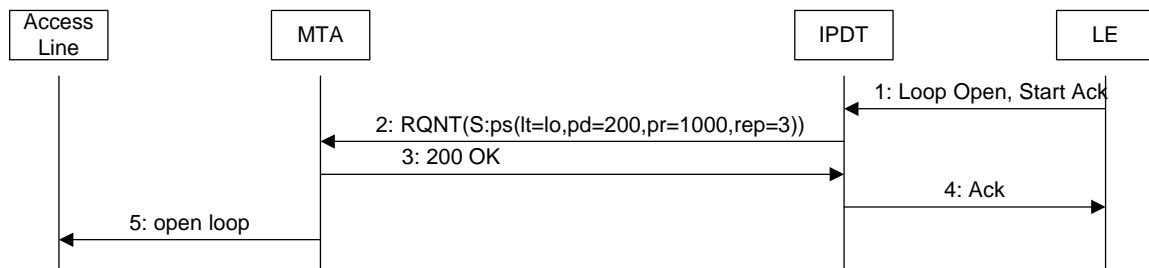 Access
Line
MTA
IPDT
LE
1: Loop Open, Start Ack
2: RQNT(S:ps(lt=lo,pd=200,pr=1000,rep=3))
3: 200 OK
4: Ack
5: open loop